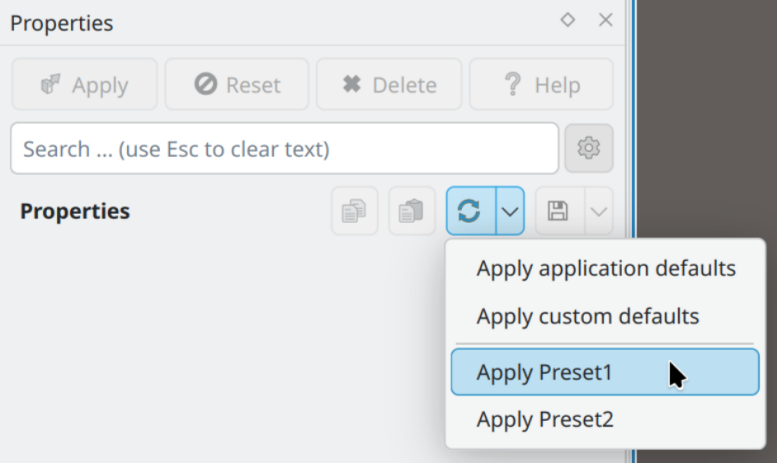 Properties
Apply Reset Delete ? Help
Search ... (use Esc to clear text)
Properties
Apply application defaults
Apply custom defaults
Apply Preset1
Apply Preset2